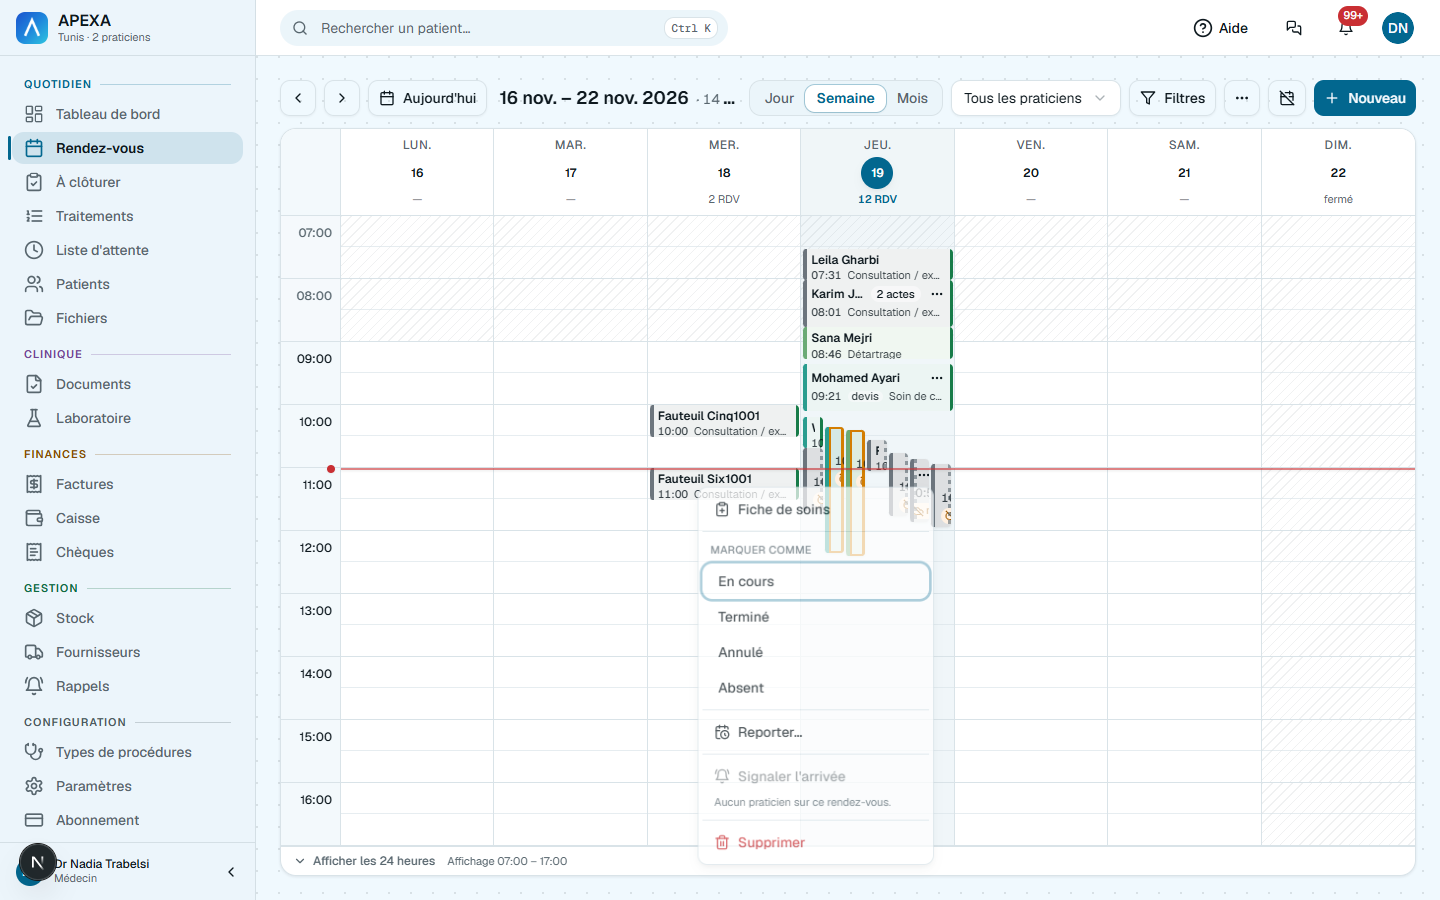 APEXA
Tunis · 2 praticiens
Rechercher un patient…
Ctrl K
Aide
99+
DN
QUOTIDIEN
Tableau de bord
Rendez-vous
À clôturer
Traitements
Liste d'attente
Patients
Fichiers
CLINIQUE
Documents
Laboratoire
FINANCES
Factures
Caisse
Chèques
GESTION
Stock
Fournisseurs
Rappels
CONFIGURATION
Types de procédures
Paramètres
Abonnement
N
Dr Nadia Trabelsi
Médecin
Aujourd'hui
16 nov. – 22 nov. 2026 · 14 …
Jour
Semaine
Mois
Tous les praticiens
Filtres
Nouveau
LUN.
16
—
MAR.
17
—
MER.
18
2 RDV
JEU.
19
12 RDV
VEN.
20
—
SAM.
21
—
DIM.
22
fermé
07:00
08:00
09:00
10:00
11:00
12:00
13:00
14:00
15:00
16:00
Fauteuil Cinq1001
10:00 Consultation / ex…
Fauteuil Six1001
11:00 Consultation / ex…
Leila Gharbi
07:31 Consultation / ex…
Karim J… 2 actes
08:01 Consultation / ex…
Sana Mejri
08:46 Détartrage
Mohamed Ayari
09:21 devis Soin de c…
Fiche de soins
MARQUER COMME
En cours
Terminé
Annulé
Absent
Reporter…
Signaler l'arrivée
Aucun praticien sur ce rendez-vous.
Supprimer
Afficher les 24 heures
Affichage 07:00 – 17:00